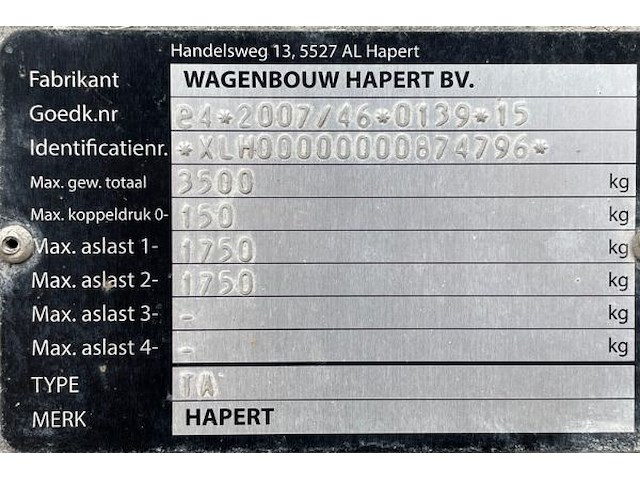 Handelsweg 13, 5527 AL Hapert
Fabrikant WAGENBOUW HAPERT BV.
Goedk.nr e4*2007/46*0139*15
Identificatienr. *XLH00000000874796*
Max. gew. totaal 3500 kg
Max. koppeldruk 0- 150 kg
Max. aslast 1- 1750 kg
Max. aslast 2- 1750 kg
Max. aslast 3- - kg
Max. aslast 4- - kg
TYPE TA
MERK HAPERT